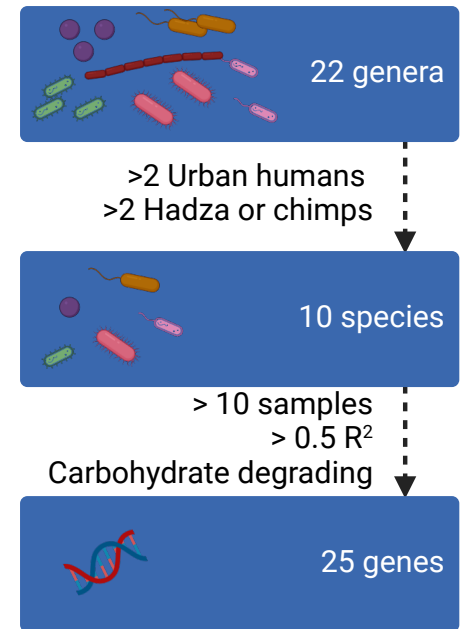 22 genera
>2 Urban humans
>2 Hadza or chimps
10 species
> 10 samples
> 0.5 R²
Carbohydrate degrading
25 genes